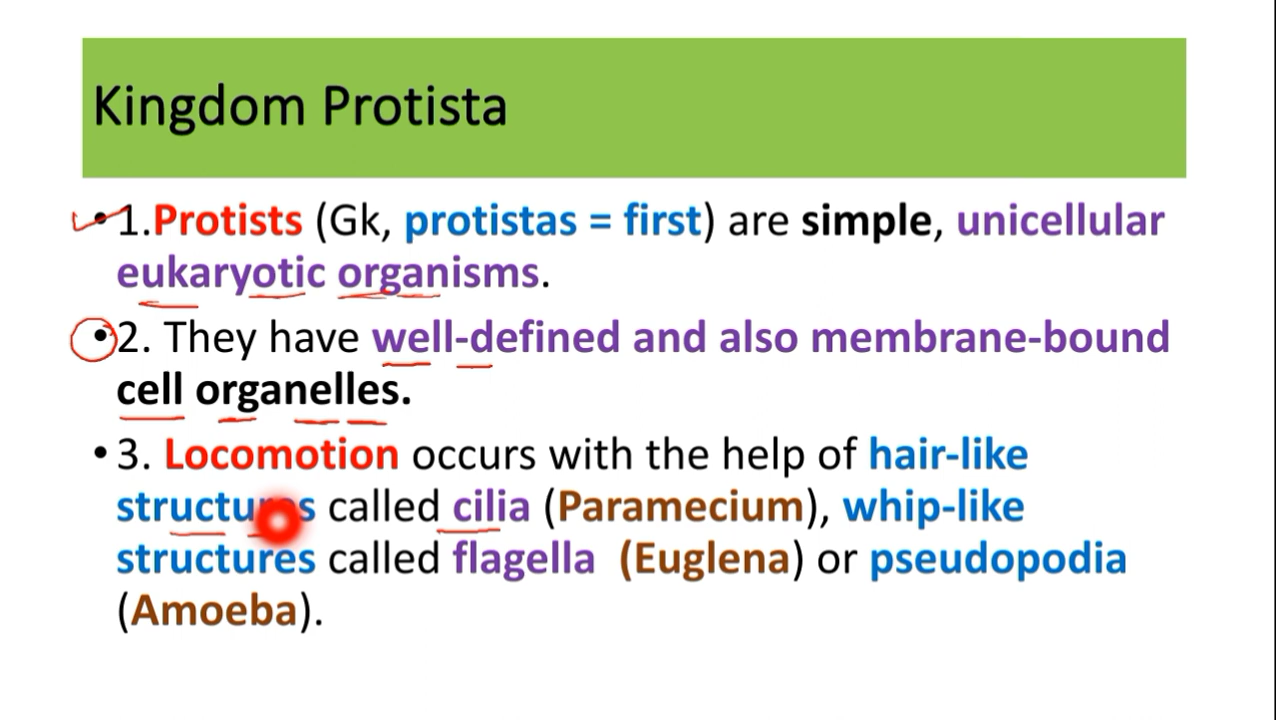 Kingdom Protista
• 1.Protists (Gk, protistas = first) are simple, unicellular
eukaryotic organisms.
• 2. They have well-defined and also membrane-bound
cell organelles.
• 3. Locomotion occurs with the help of hair-like
structures called cilia (Paramecium), whip-like
structures called flagella (Euglena) or pseudopodia
(Amoeba).